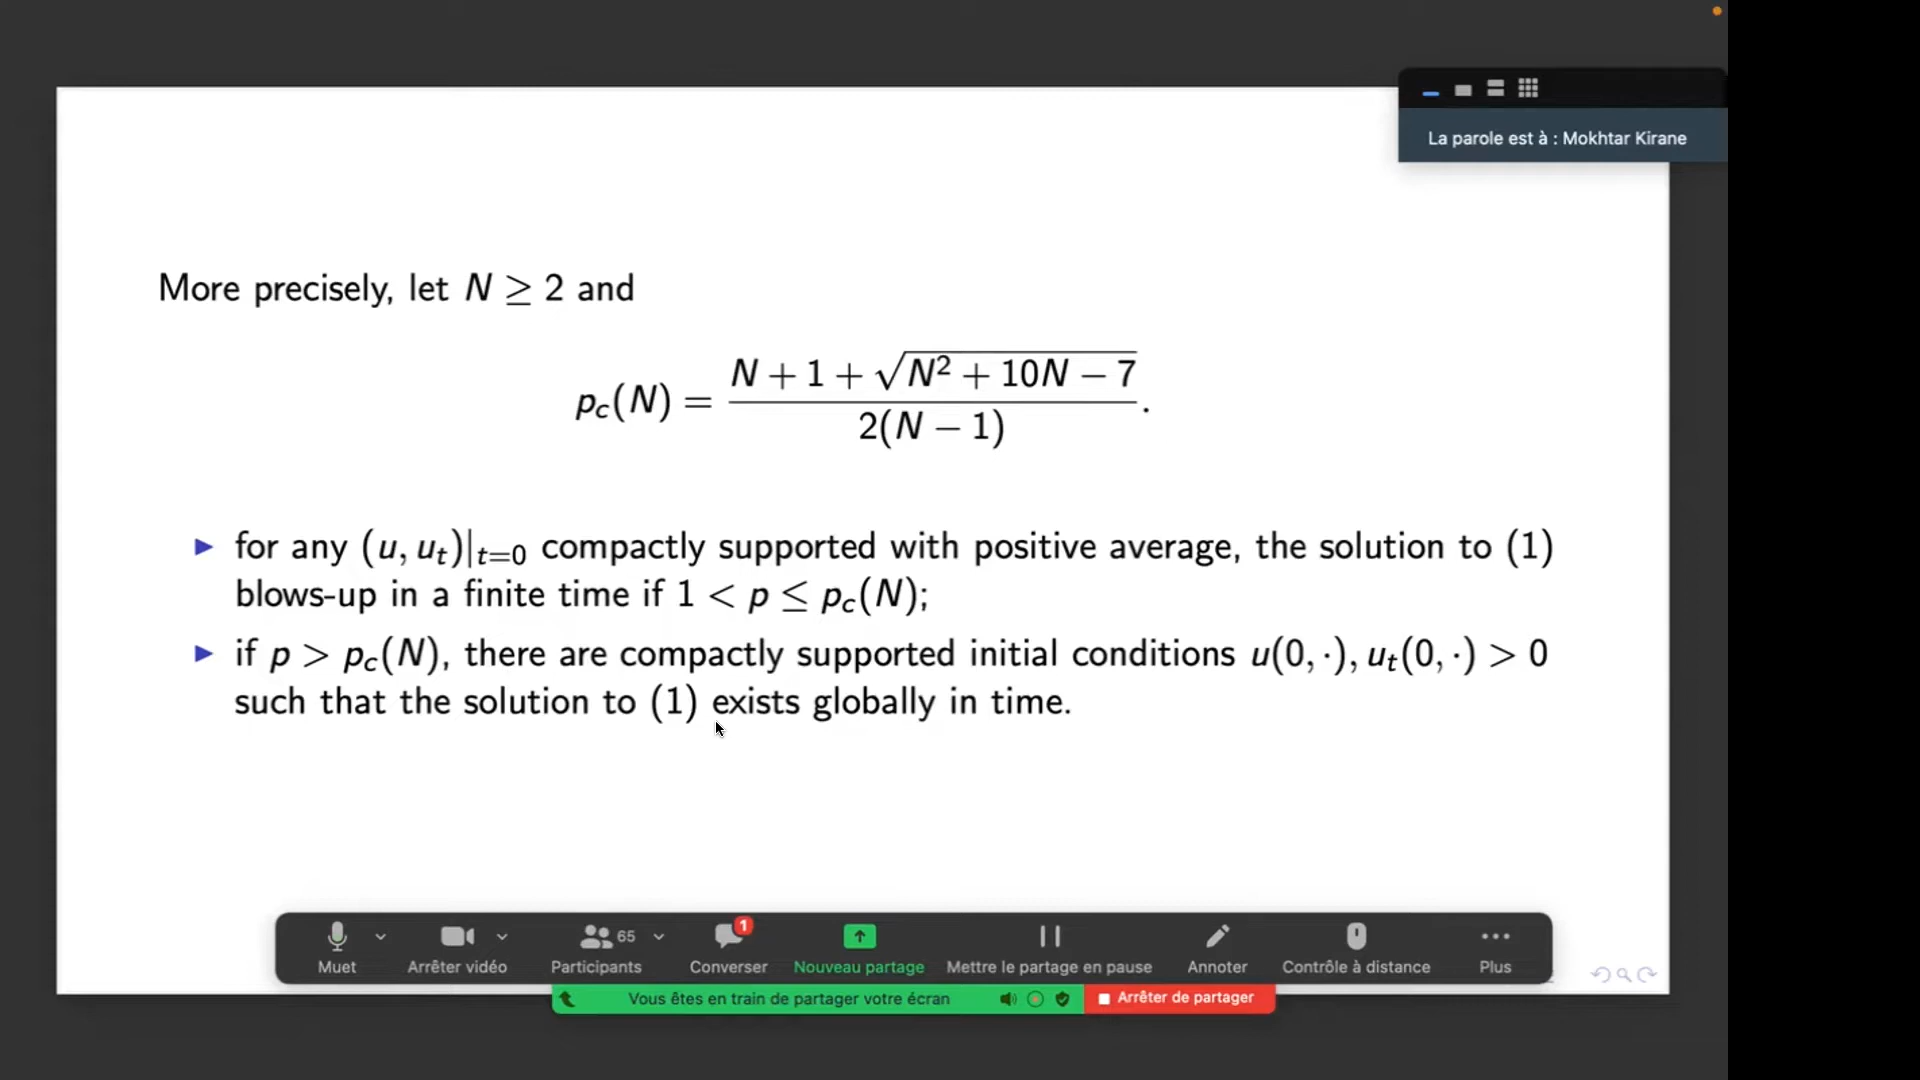 La parole est à : Mokhtar Kirane
More precisely, let N ≥ 2 and
p_c(N) = \frac{N + 1 + \sqrt{N^2 + 10N − 7}}{2(N − 1)}.
▶ for any (u, u_t)|_{t=0} compactly supported with positive average, the solution to (1)
blows-up in a finite time if 1 < p ≤ p_c(N);
▶ if p > p_c(N), there are compactly supported initial conditions u(0, ·), u_t(0, ·) > 0
such that the solution to (1) exists globally in time.
65
1
Muet Arrêter vidéo Participants Converser Nouveau partage Mettre le partage en pause Annoter Contrôle à distance Plus
Vous êtes en train de partager votre écran Arrêter de partager